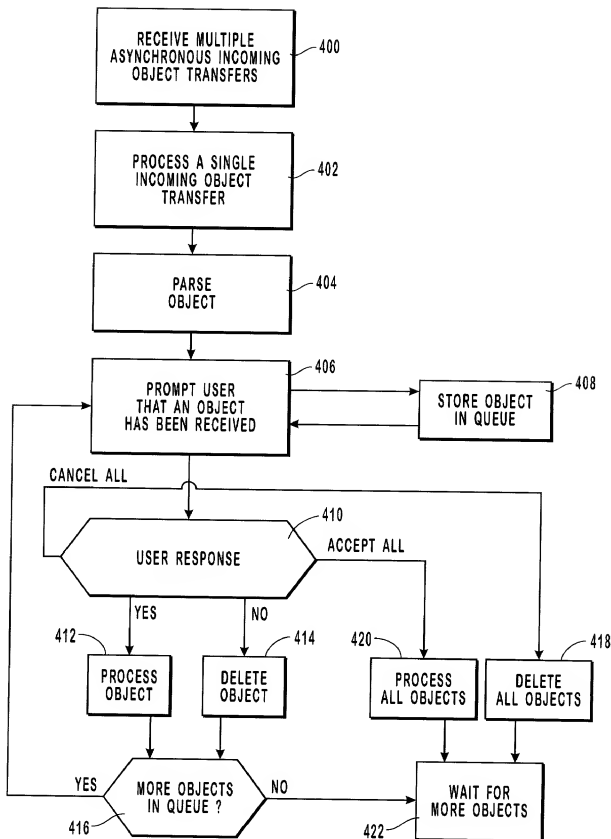 RECEIVE MULTIPLE
ASYNCHRONOUS INCOMING
OBJECT TRANSFERS
400
PROCESS A SINGLE
INCOMING OBJECT
TRANSFER
402
PARSE
OBJECT
404
PROMPT USER
THAT AN OBJECT
HAS BEEN RECEIVED
406
STORE OBJECT
IN QUEUE
408
CANCEL ALL
USER RESPONSE
410
ACCEPT ALL
YES
NO
412
PROCESS
OBJECT
414
DELETE
OBJECT
420
PROCESS
ALL OBJECTS
418
DELETE
ALL OBJECTS
YES
MORE OBJECTS
IN QUEUE ?
416
NO
WAIT FOR
MORE OBJECTS
422